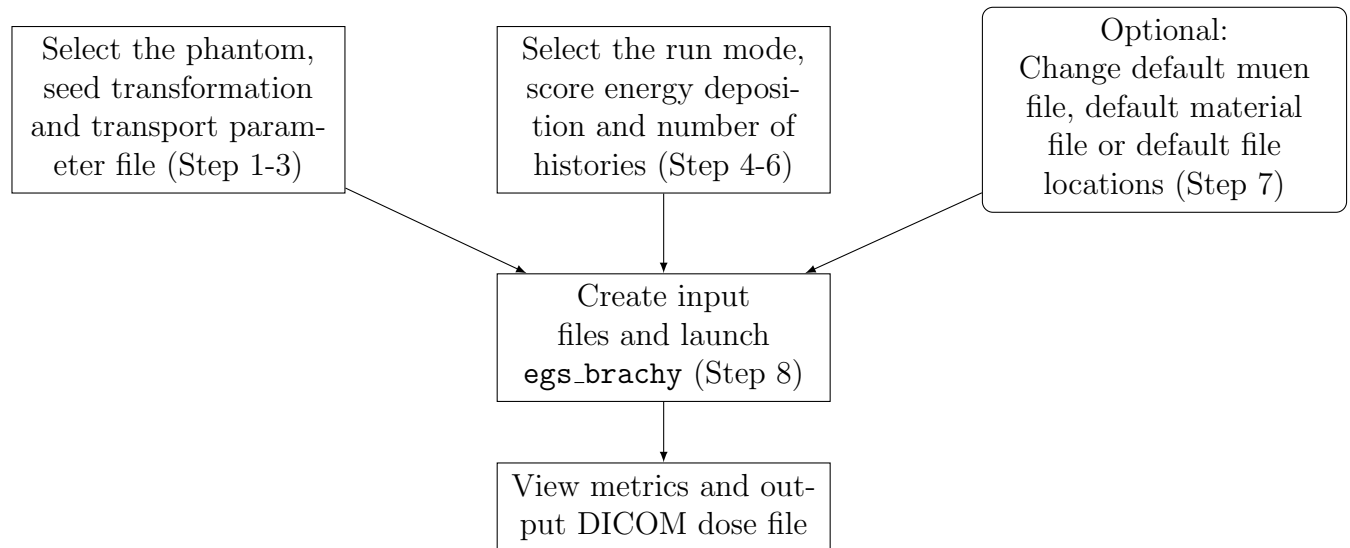 Select the phantom,
seed transformation
and transport param-
eter file (Step 1-3)
Select the run mode,
score energy deposi-
tion and number of
histories (Step 4-6)
Optional:
Change default muen
file, default material
file or default file
locations (Step 7)
Create input
files and launch
egs_brachy (Step 8)
View metrics and out-
put DICOM dose file